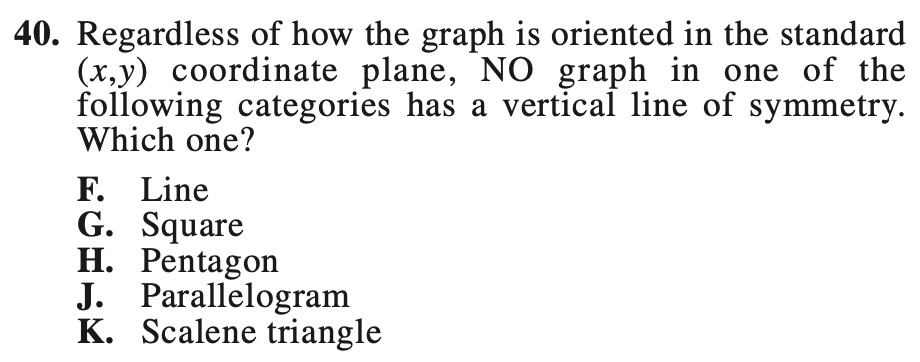 40. Regardless of how the graph is oriented in the standard
(x,y) coordinate plane, NO graph in one of the
following categories has a vertical line of symmetry.
Which one?
F. Line
G. Square
H. Pentagon
J. Parallelogram
K. Scalene triangle